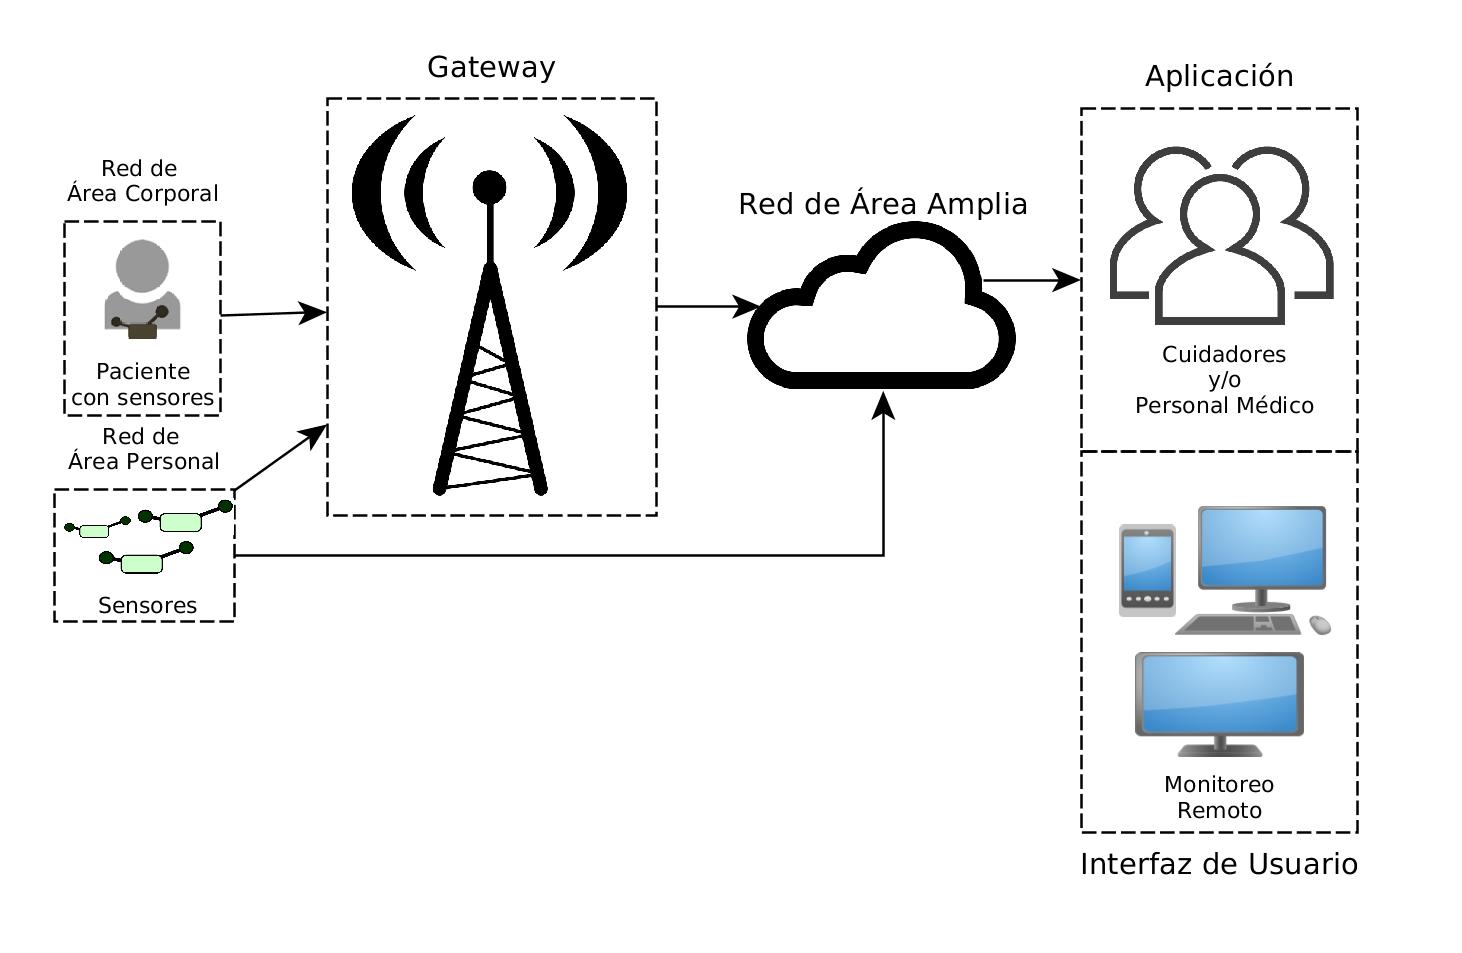 Gateway
Aplicación
Red de
Área Corporal
Red de Área Amplia
Paciente
con sensores
Cuidadores
y/o
Personal Médico
Red de
Área Personal
Sensores
Monitoreo
Remoto
Interfaz de Usuario